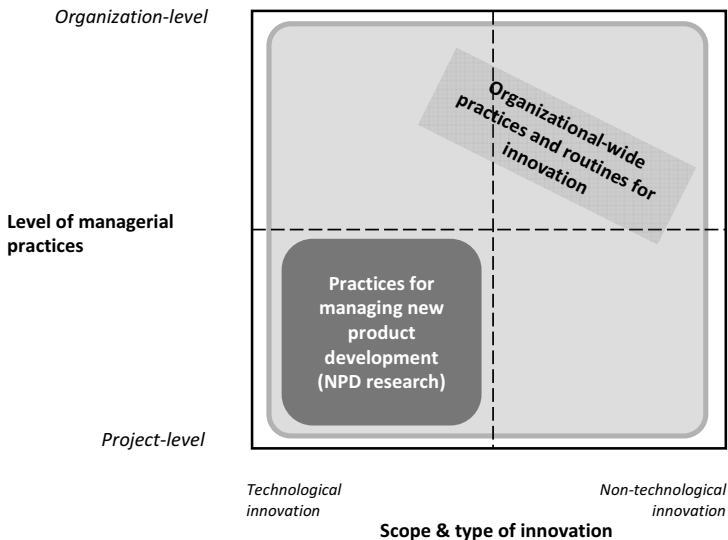 Organization-level
Organizational-wide
practices and routines for
innovation
Level of managerial
practices
Practices for
managing new
product
development
(NPD research)
Project-level
Technological
innovation
Non-technological
innovation
Scope & type of innovation